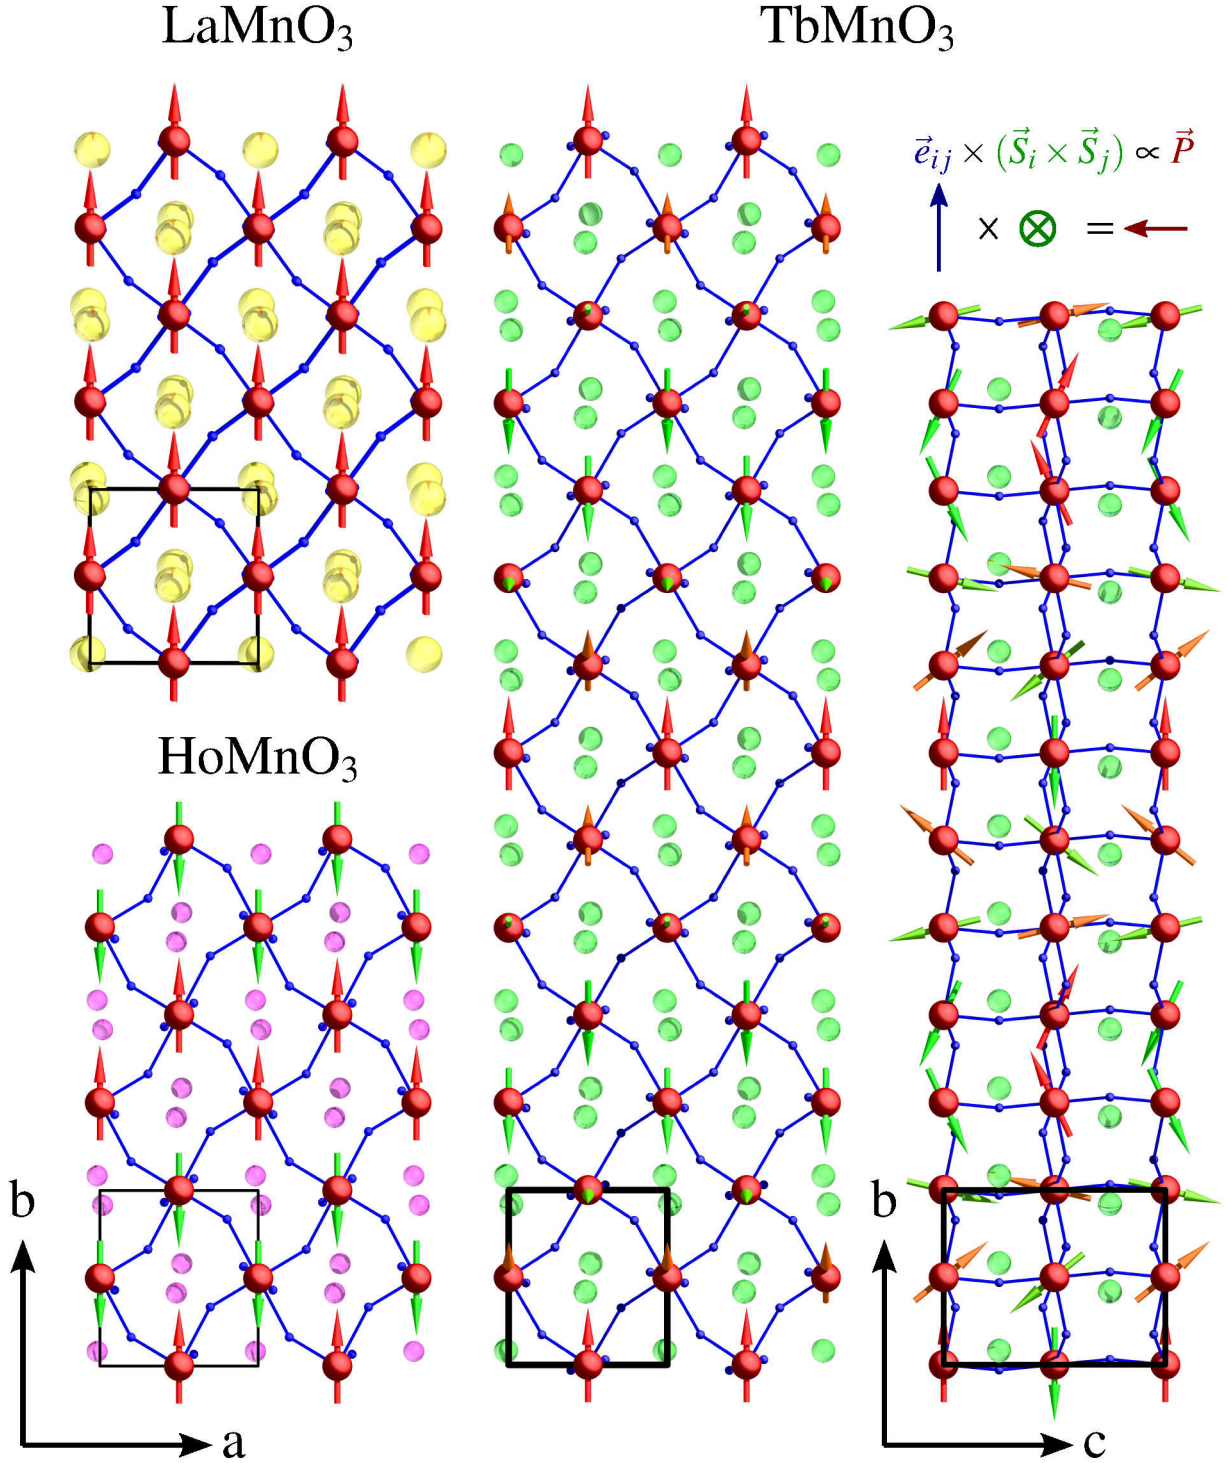 LaMnO₃
TbMnO₃
e⃗ᵢⱼ × (S⃗ᵢ × S⃗ⱼ) ∝ P⃗
× ⊗ =
HoMnO₃
b
a
b
c